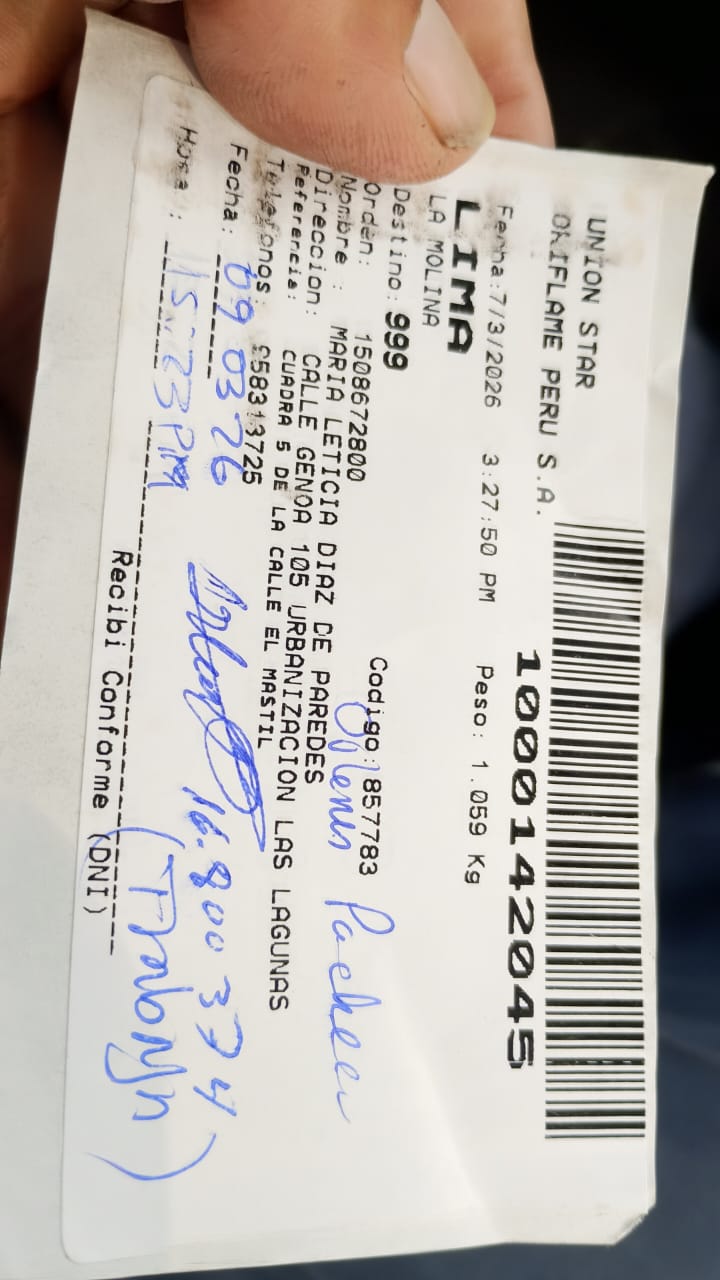 UNION STAR
ORIFLAME PERU S.A.
1000142045
Fecha:7/3/2026 3:27:50 PM Peso: 1.059 Kg
LIMA
LA MOLINA
Destino: 999
Orden: 1508672800 Codigo: 857783
Nombre : MARIA LETICIA DIAZ DE PAREDES
Direccion: CALLE GENOA 105 URBANIZACION LAS LAGUNAS
Referencia: CUADRA 5 DE LA CALLE EL MASTIL
Telefonos: 958313725
Pacheco
Fecha: 09 03 26
16.800374
Hora : 15:23 PM
Recibi Conforme (DNI)